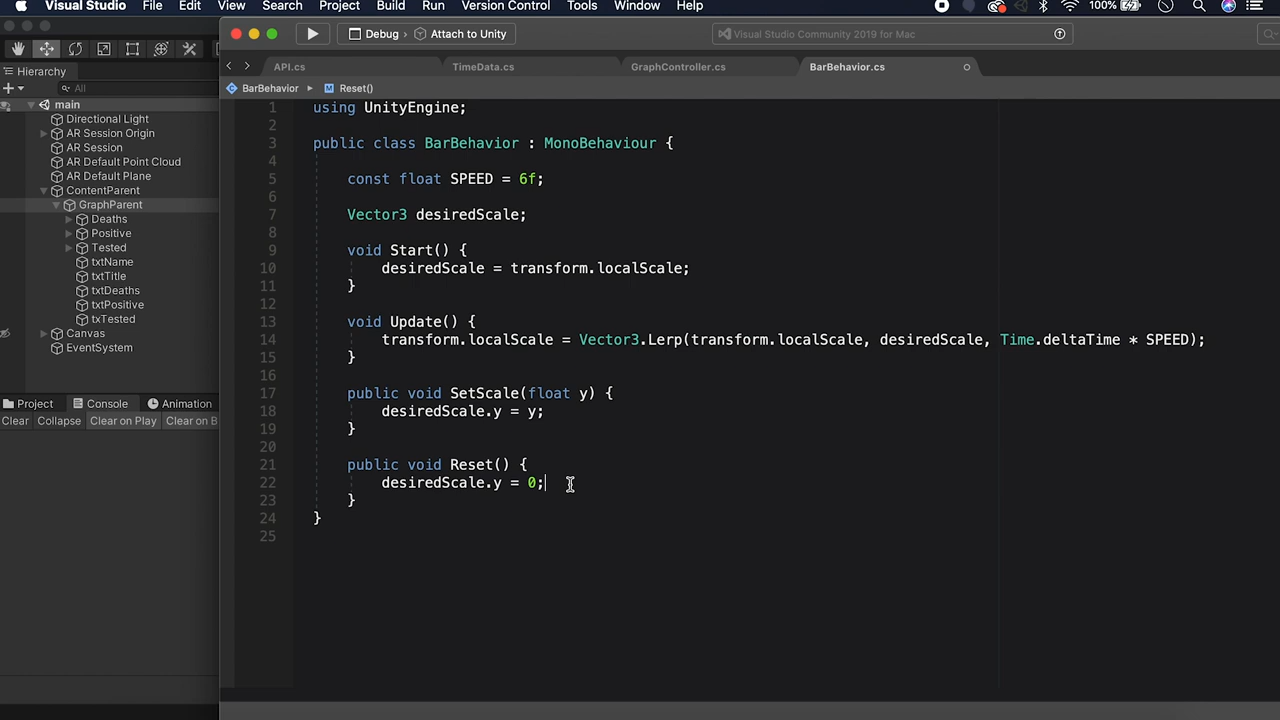 Visual Studio File Edit View Search Project Build Run Version Control Tools Window Help 100%
Debug › Attach to Unity
Visual Studio Community 2019 for Mac
Hierarchy
All
main
Directional Light
AR Session Origin
AR Session
AR Default Point Cloud
AR Default Plane
ContentParent
GraphParent
Deaths
Positive
Tested
txtName
txtTitle
txtDeaths
txtPositive
txTested
Canvas
EventSystem
Project Console Animation
Clear Collapse Clear on Play Clear on B
API.cs TimeData.cs GraphController.cs BarBehavior.cs
BarBehavior Reset()
1 using UnityEngine;
2
3 public class BarBehavior : MonoBehaviour {
4
5 const float SPEED = 6f;
6
7 Vector3 desiredScale;
8
9 void Start() {
10 desiredScale = transform.localScale;
11 }
12
13 void Update() {
14 transform.localScale = Vector3.Lerp(transform.localScale, desiredScale, Time.deltaTime * SPEED);
15 }
16
17 public void SetScale(float y) {
18 desiredScale.y = y;
19 }
20
21 public void Reset() {
22 desiredScale.y = 0;
23 }
24 }
25